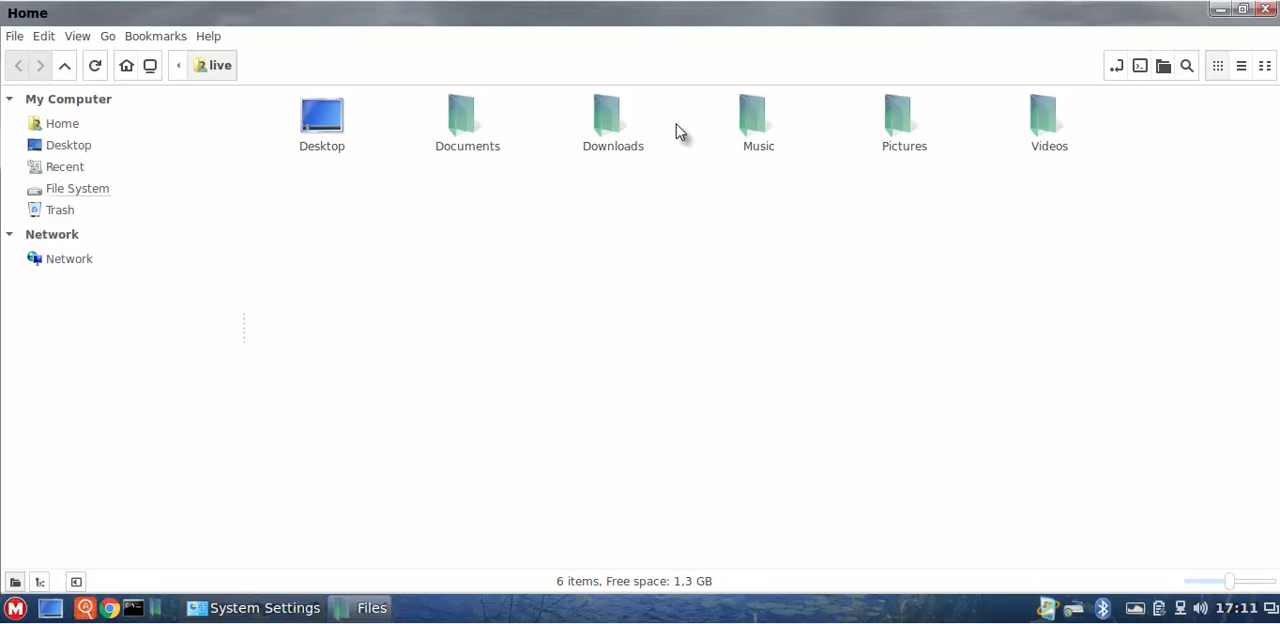 Home
File Edit View Go Bookmarks Help
live
My Computer
Home
Desktop
Recent
File System
Trash
Network
Network
Desktop Documents Downloads Music Pictures Videos
6 items, Free space: 1,3 GB
System Settings Files 17:11